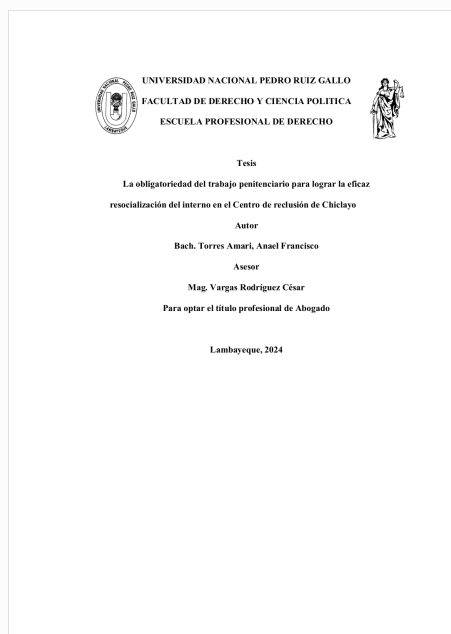 UNIVERSIDAD NACIONAL PEDRO RUIZ GALLO
FACULTAD DE DERECHO Y CIENCIA POLITICA
ESCUELA PROFESIONAL DE DERECHO
Tesis
La obligatoriedad del trabajo penitenciario para lograr la eficaz
resocialización del interno en el Centro de reclusión de Chiclayo
Autor
Bach. Torres Amari, Anael Francisco
Asesor
Mag. Vargas Rodríguez César
Para optar el título profesional de Abogado
Lambayeque, 2024